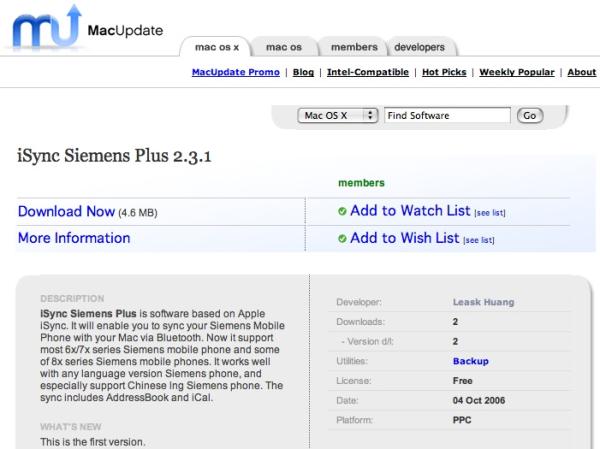 mu MacUpdate
mac os x mac os members developers
MacUpdate Promo | Blog | Intel-Compatible | Hot Picks | Weekly Popular | About
Mac OS X Find Software Go
iSync Siemens Plus 2.3.1
members
Download Now (4.6 MB) Add to Watch List [see list]
More Information Add to Wish List [see list]
DESCRIPTION
iSync Siemens Plus is software based on Apple
iSync. It will enable you to sync your Siemens Mobile
Phone with your Mac via Bluetooth. Now it support
most 6x/7x series Siemens mobile phone and some
of 8x series Siemens mobile phones. It works well
with any language version Siemens phone, and
especially support Chinese lng Siemens phone. The
sync includes AddressBook and iCal.
WHAT'S NEW
This is the first version.
Developer: Leask Huang
Downloads: 2
- Version d/l: 2
Utilities: Backup
License: Free
Date: 04 Oct 2006
Platform: PPC